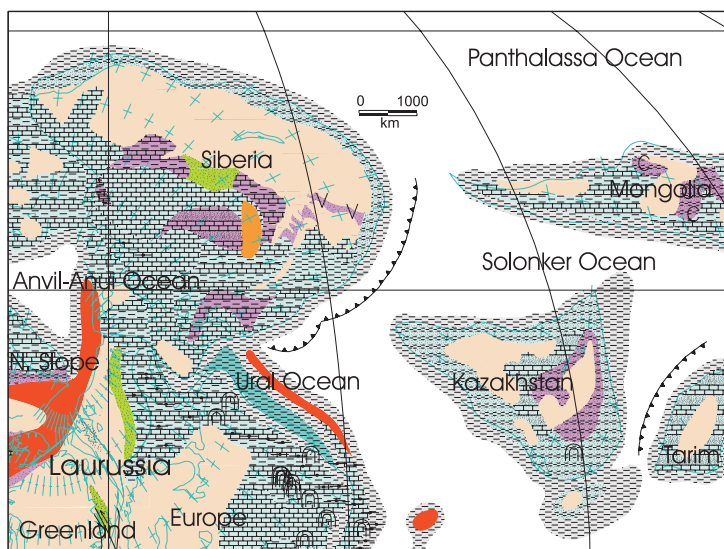 Panthalassa Ocean
0 1000
km
Siberia
V V
C
Mongolia
C
Solonker Ocean
Anvil-Anui Ocean
N. Slope
Ural Ocean
Kazakhstan
Laurussia
Tarim
Greenland
Europe